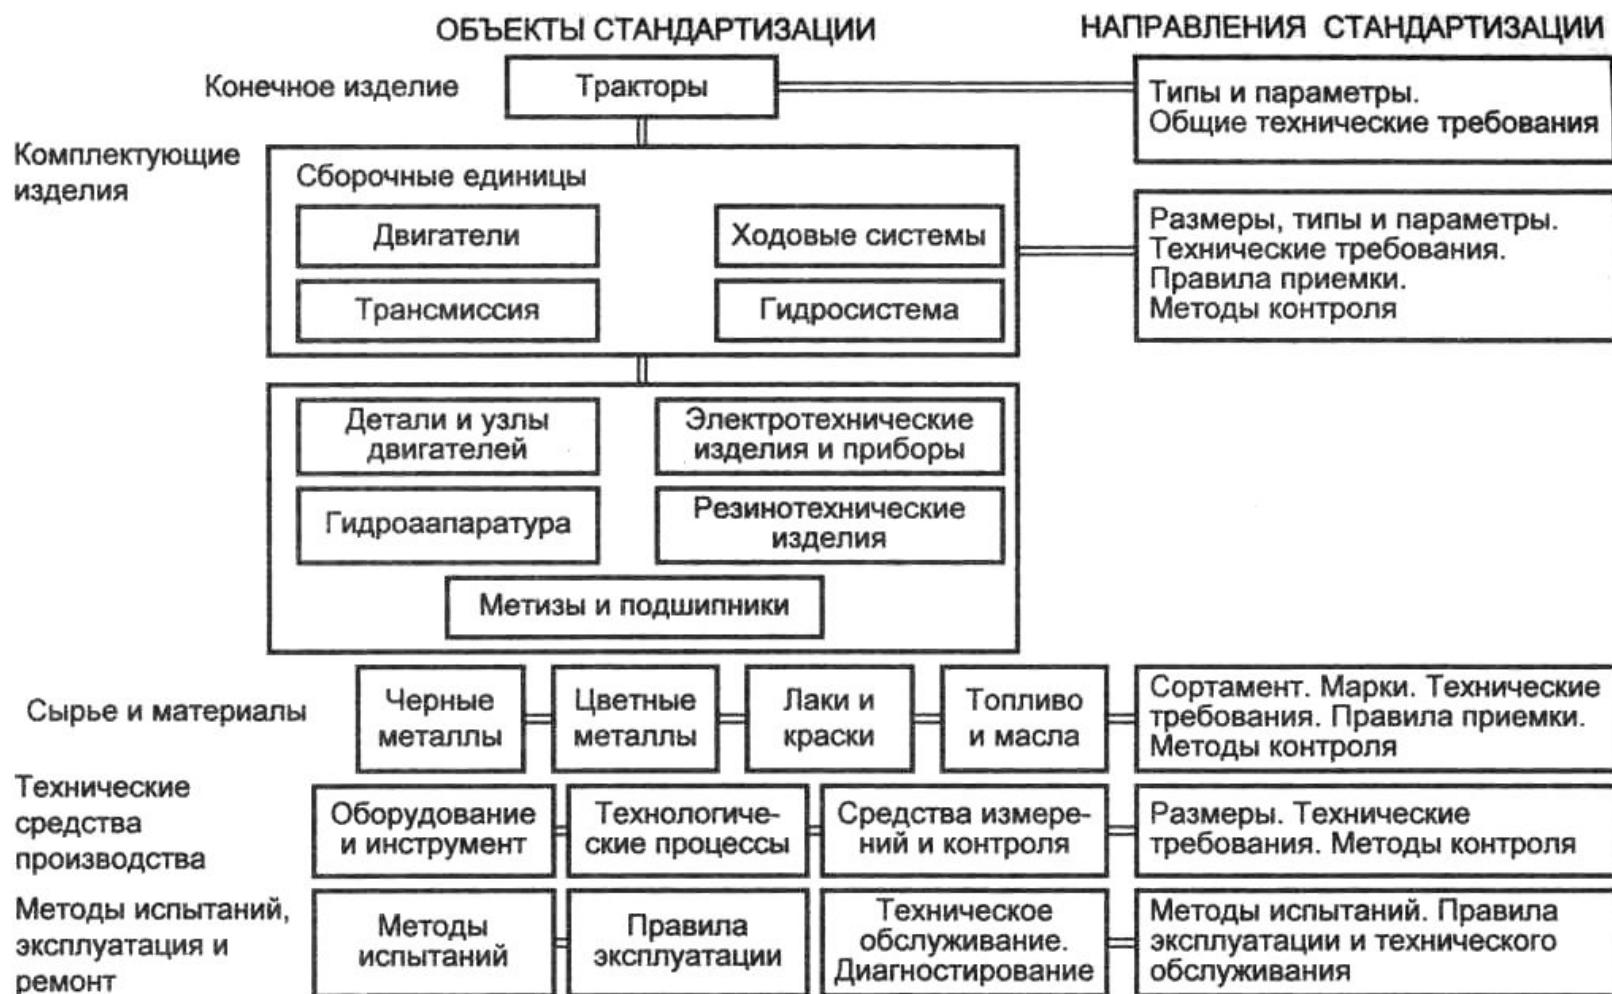 ОБЪЕКТЫ СТАНДАРТИЗАЦИИ
НАПРАВЛЕНИЯ СТАНДАРТИЗАЦИИ
Конечное изделие
Тракторы
Типы и параметры.
Общие технические требования
Комплектующие
изделия
Сборочные единицы
Двигатели
Ходовые системы
Трансмиссия
Гидросистема
Размеры, типы и параметры.
Технические требования.
Правила приемки.
Методы контроля
Детали и узлы
двигателей
Электротехнические
изделия и приборы
Гидроаапаратура
Резинотехнические
изделия
Метизы и подшипники
Сырье и материалы
Черные
металлы
Цветные
металлы
Лаки и
краски
Топливо
и масла
Сортамент. Марки. Технические
требования. Правила приемки.
Методы контроля
Технические
средства
производства
Оборудование
и инструмент
Технологиче-
ские процессы
Средства измере-
ний и контроля
Размеры. Технические
требования. Методы контроля
Методы испытаний,
эксплуатация и
ремонт
Методы
испытаний
Правила
эксплуатации
Техническое
обслуживание.
Диагностирование
Методы испытаний. Правила
эксплуатации и технического
обслуживания